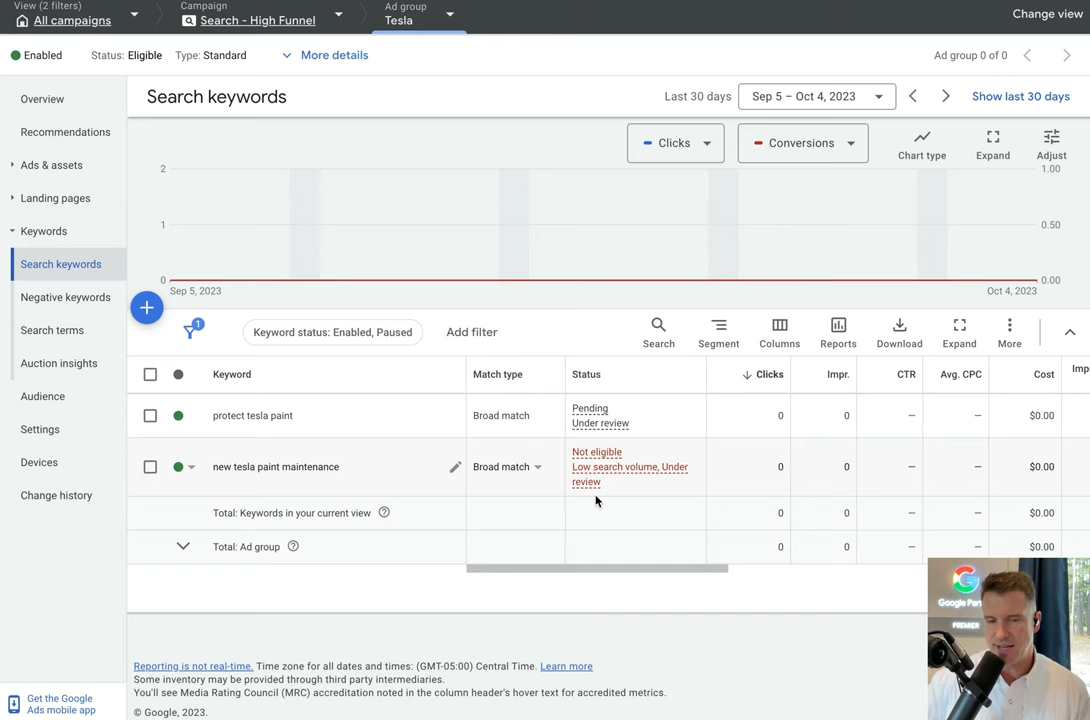 View (2 filters)
All campaigns
Campaign
Search - High Funnel
Ad group
Tesla
Change view
Enabled
Status: Eligible
Type: Standard
More details
Ad group 0 of 0
Overview
Recommendations
Ads & assets
Landing pages
Keywords
Search keywords
Negative keywords
Search terms
Auction insights
Audience
Settings
Devices
Change history
Get the Google
Ads mobile app
Search keywords
Last 30 days
Sep 5 – Oct 4, 2023
Show last 30 days
Clicks
Conversions
Chart type
Expand
Adjust
2
1
0
1.00
0.50
0.00
Sep 5, 2023
Oct 4, 2023
1
Keyword status: Enabled, Paused
Add filter
Search
Segment
Columns
Reports
Download
Expand
More
Keyword
Match type
Status
Clicks
Impr.
CTR
Avg. CPC
Cost
Imp
protect tesla paint
Broad match
Pending
Under review
0
0
—
—
$0.00
new tesla paint maintenance
Broad match
Not eligible
Low search volume, Under
review
0
0
—
—
$0.00
Total: Keywords in your current view
0
0
—
—
$0.00
Total: Ad group
0
0
—
—
$0.00
Reporting is not real-time. Time zone for all dates and times: (GMT-05:00) Central Time. Learn more
Some inventory may be provided through third party intermediaries.
You'll see Media Rating Council (MRC) accreditation noted in the column header's hover text for accredited metrics.
© Google, 2023.
Google Par
PREMIER